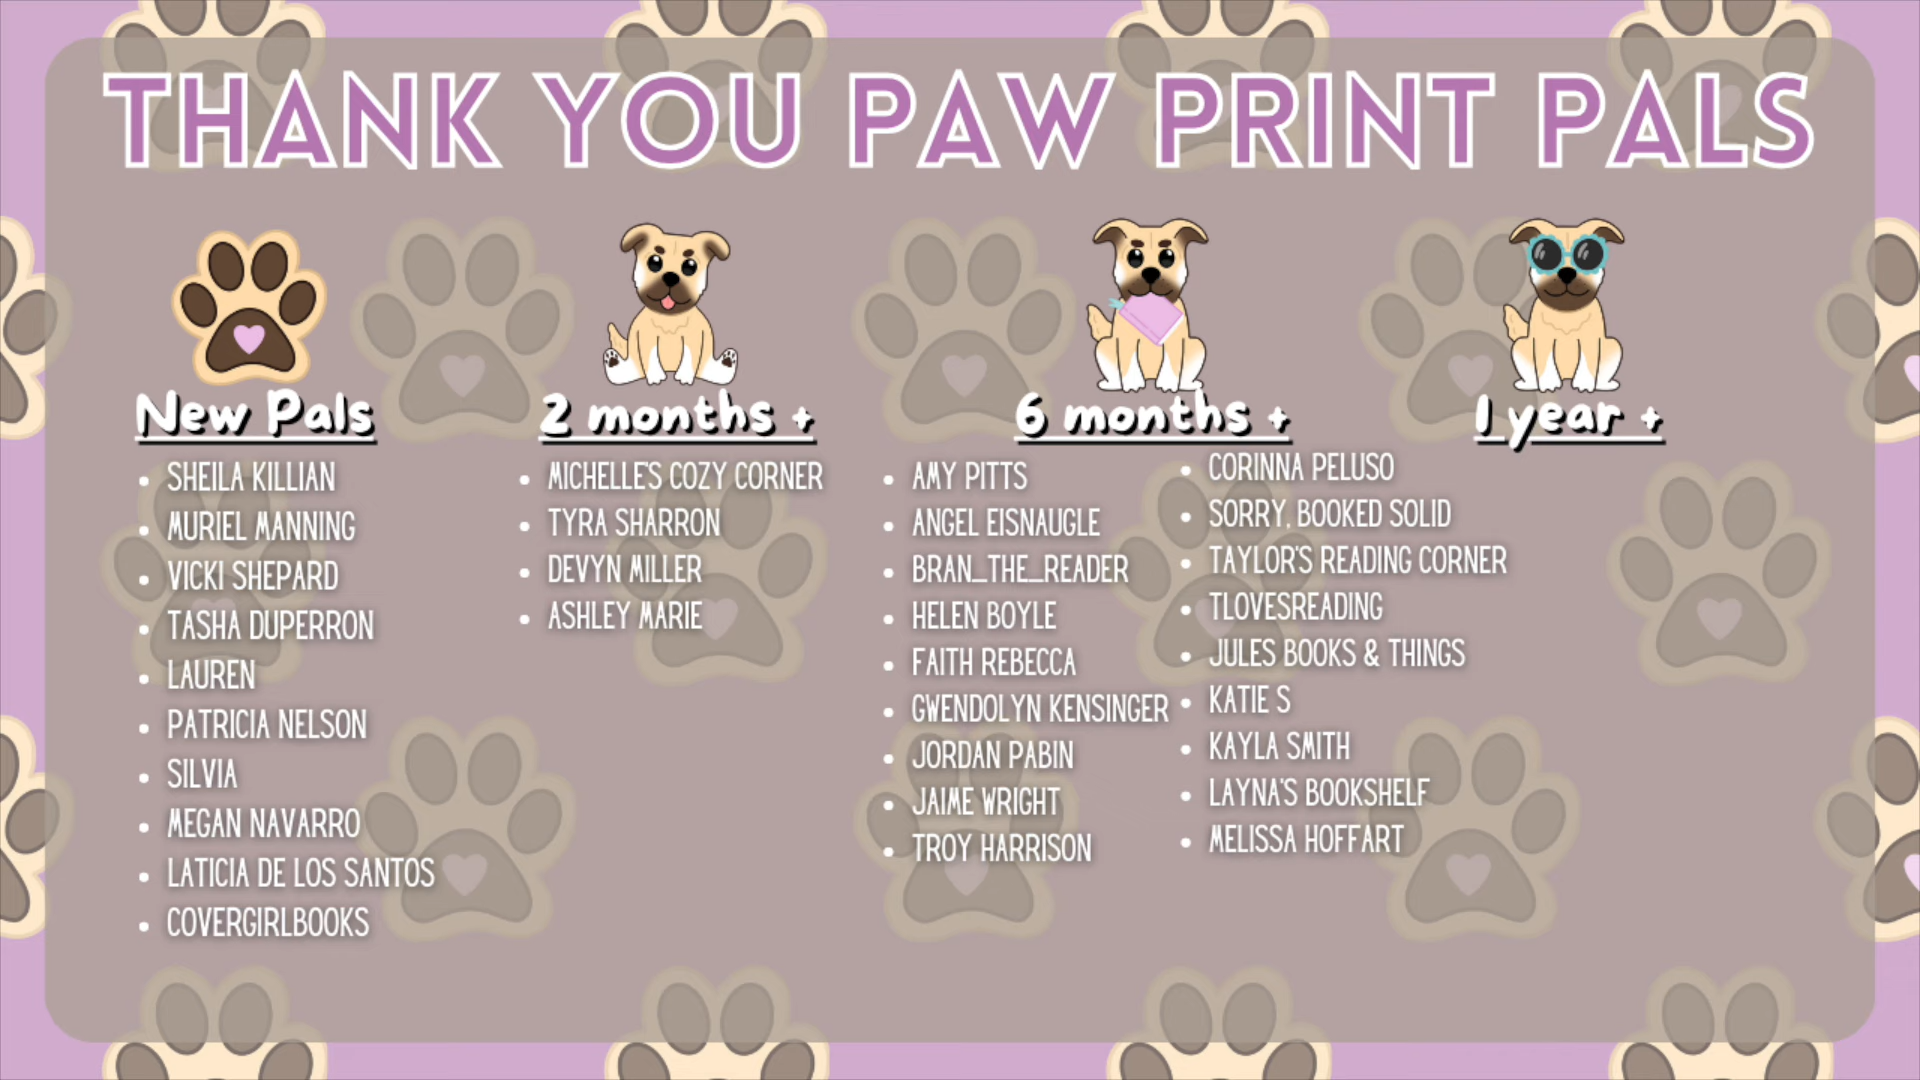 THANK YOU PAW PRINT PALS
New Pals
SHEILA KILLIAN
MURIEL MANNING
VICKI SHEPARD
TASHA DUPERRON
LAUREN
PATRICIA NELSON
SILVIA
MEGAN NAVARRO
LATICIA DE LOS SANTOS
COVERGIRLBOOKS
2 months +
MICHELLE'S COZY CORNER
TYRA SHARRON
DEVYN MILLER
ASHLEY MARIE
6 months +
AMY PITTS
ANGEL EISNAUGLE
BRAN_THE_READER
HELEN BOYLE
FAITH REBECCA
GWENDOLYN KENSINGER
JORDAN PABIN
JAIME WRIGHT
TROY HARRISON
CORINNA PELUSO
SORRY, BOOKED SOLID
TAYLOR'S READING CORNER
TLOVESREADING
JULES BOOKS & THINGS
KATIE S
KAYLA SMITH
LAYNA'S BOOKSHELF
MELISSA HOFFART
1 year +